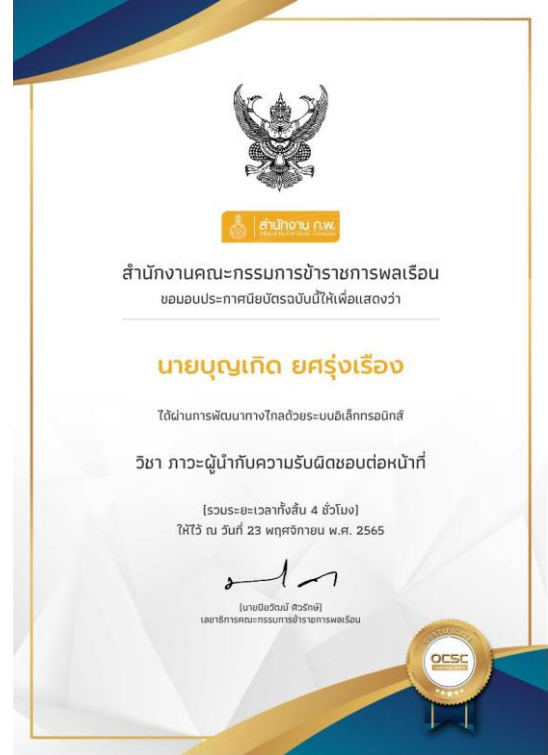 สำนักงาน ก.พ.
Office of the Civil Service Commission
สำนักงานคณะกรรมการข้าราชการพลเรือน
ขอมอบประกาศนียบัตรฉบับนี้ให้เพื่อแสดงว่า
นายบุญเกิด ยศรุ่งเรือง
ได้ผ่านการพัฒนาทางไกลด้วยระบบอิเล็กทรอนิกส์
วิชา ภาวะผู้นำกับความรับผิดชอบต่อหน้าที่
(รวมระยะเวลาทั้งสิ้น 4 ชั่วโมง)
ให้ไว้ ณ วันที่ 23 พฤศจิกายน พ.ศ. 2565
(นายปิยวัฒน์ ศิวรักษ์)
เลขาธิการคณะกรรมการข้าราชการพลเรือน
CERTIFICATE
OCSC